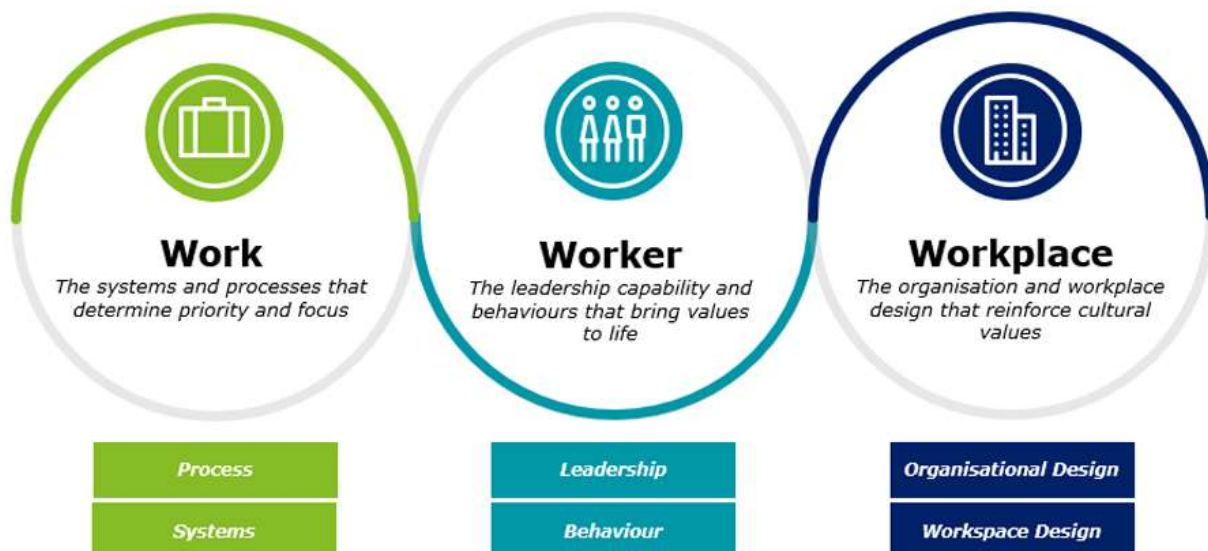 Work
The systems and processes that
determine priority and focus
Worker
The leadership capability and
behaviours that bring values
to life
Workplace
The organisation and workplace
design that reinforce cultural
values
Process
Systems
Leadership
Behaviour
Organisational Design
Workspace Design